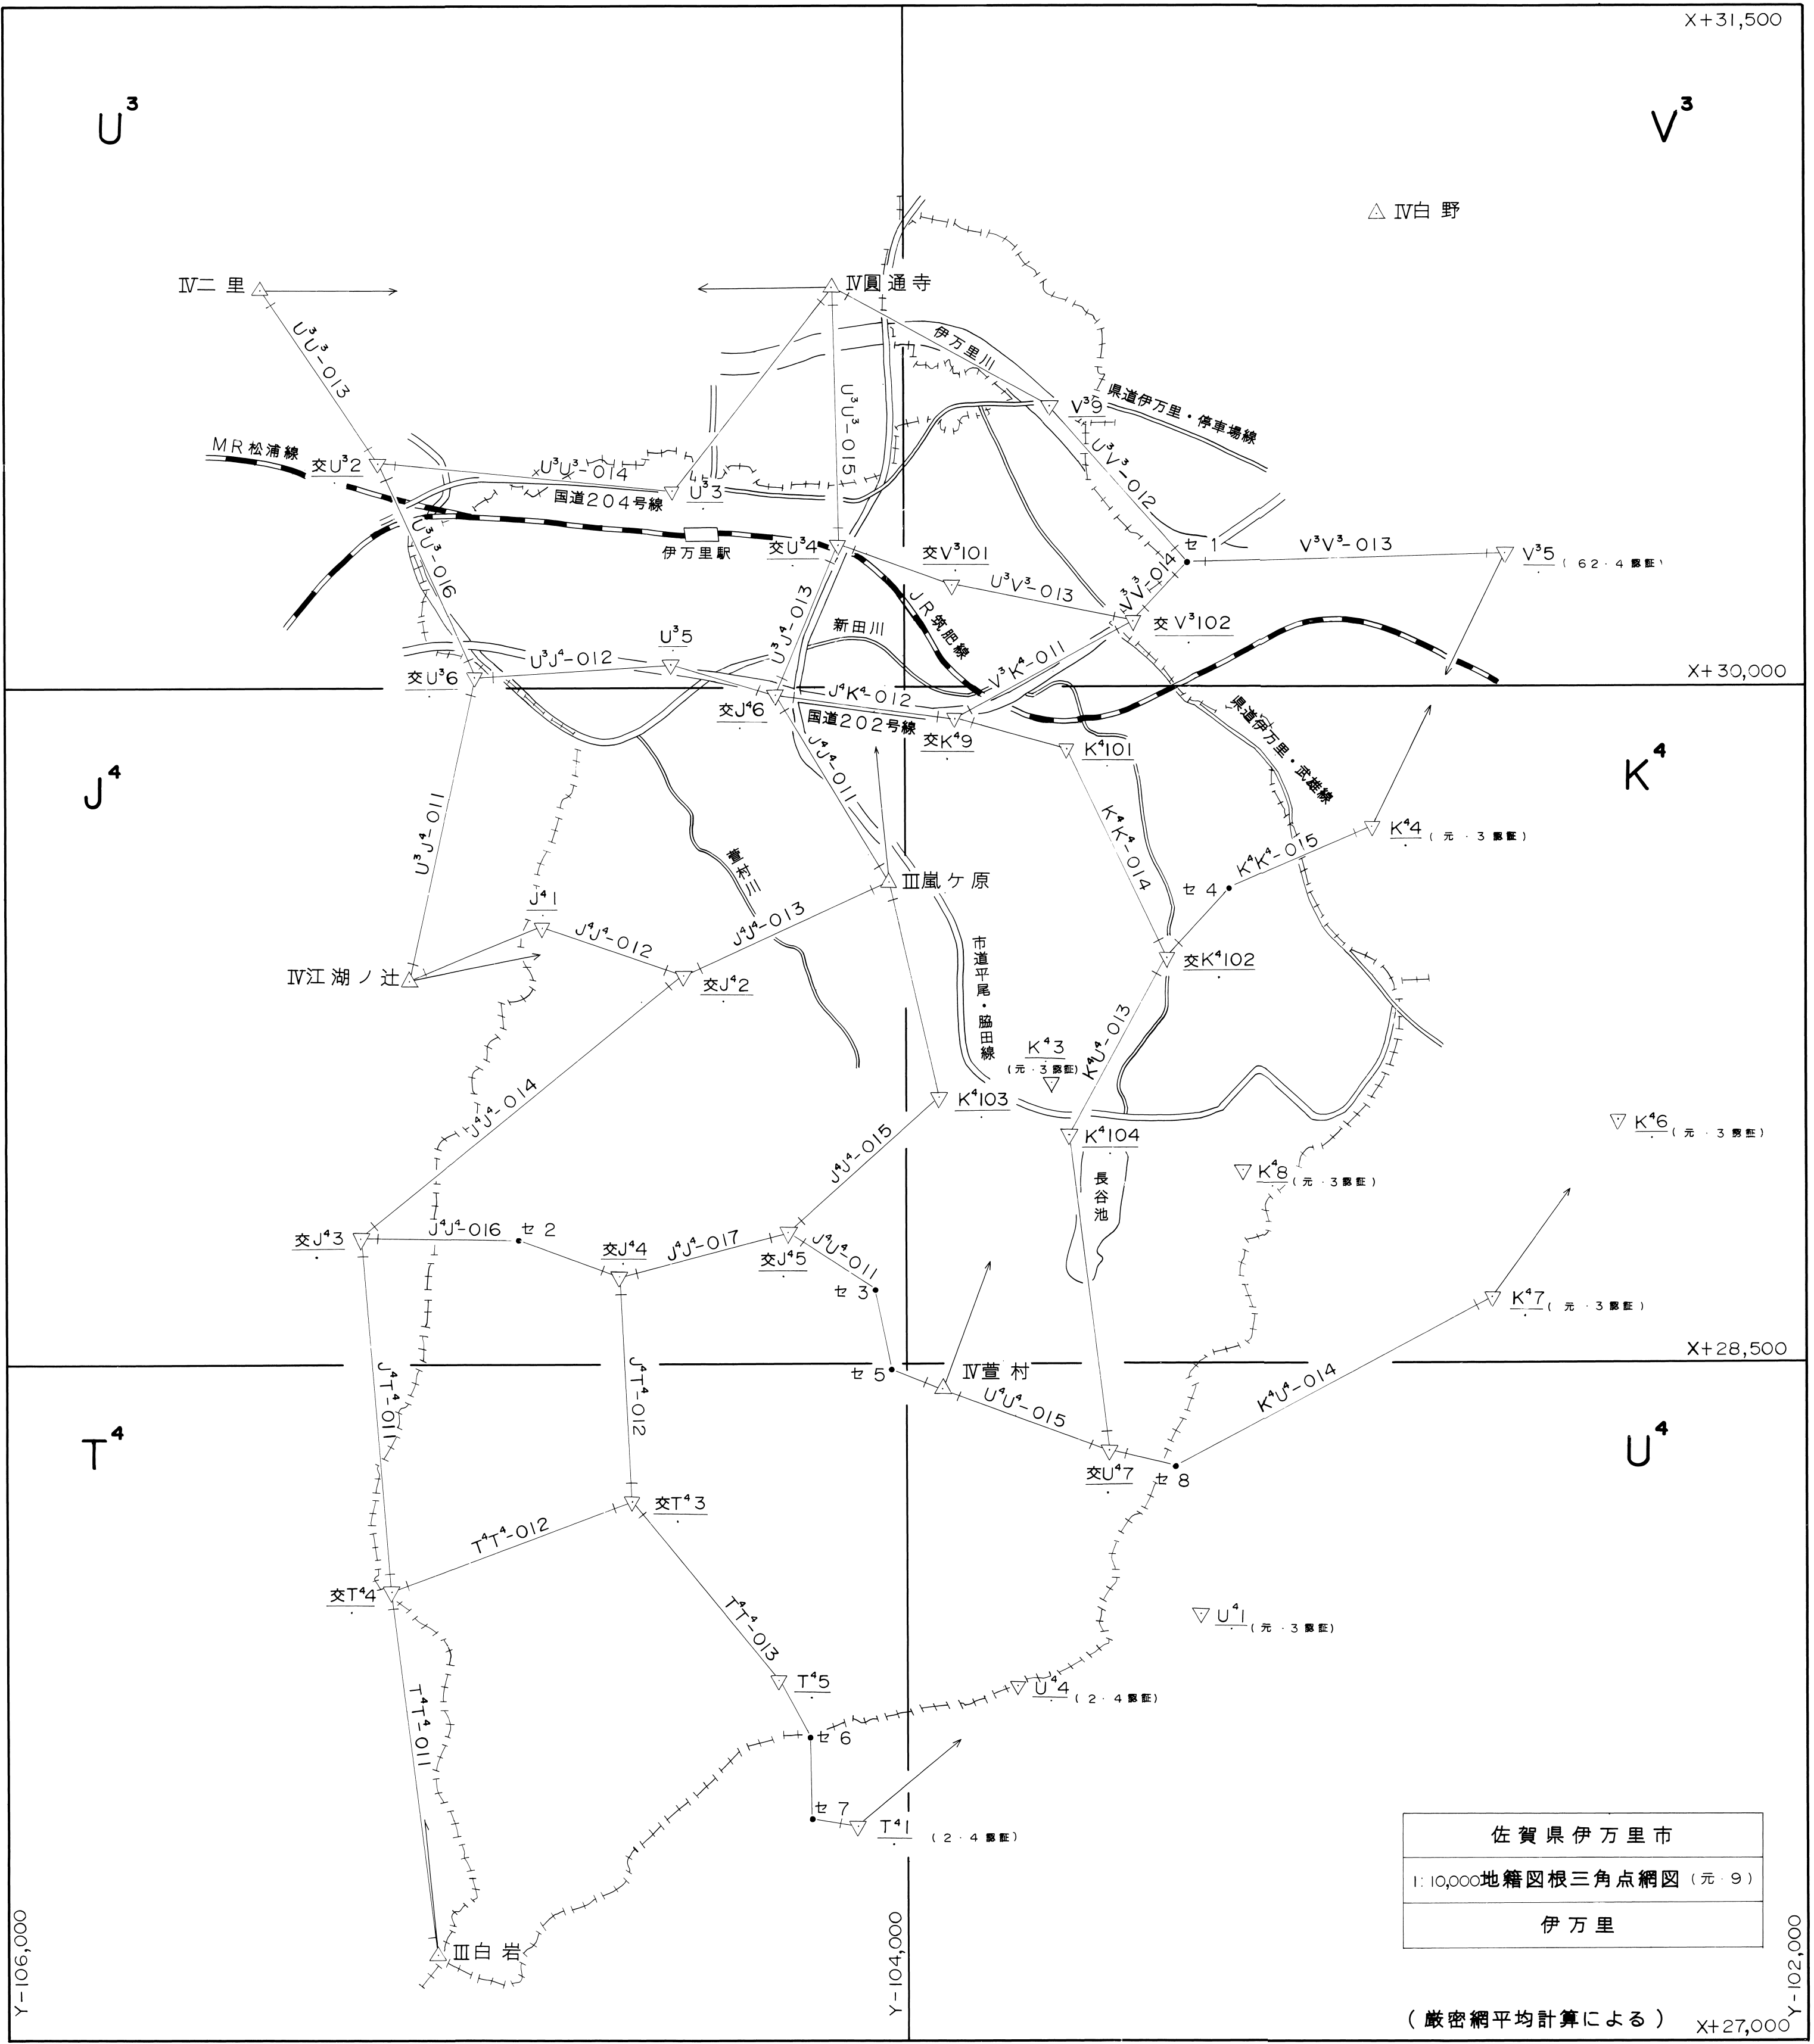 X+31,500
U³
V³
Ⅳ白野
Ⅳ二里
Ⅳ圓通寺
U³U³-013
伊万里川
U³U³-015
V³9
県道伊万里・停車場線
MR松浦線
交U³2
U³U³-014
U³3
国道204号線
U³V³-012
U³U³-016
伊万里駅
交U³4
交V³101
セ1
V³V³-013
V³5 (62・4認証)
U³V³-013
V³V³-014
U³J⁴-013
JR筑肥線
新田川
交V³102
U³5
U³J⁴-012
V³K⁴-011
交U³6
X+30,000
J⁴K⁴-012
交J⁴6
国道202号線
交K⁴9
県道伊万里・武雄線
K⁴101
J⁴
K⁴
J⁴J⁴-011
U³J⁴-011
K⁴K⁴-014
K⁴4 (元・3認証)
K⁴K⁴-015
萱村川
Ⅲ嵐ケ原
セ4
J⁴1
J⁴J⁴-012
J⁴J⁴-013
Ⅳ江湖ノ辻
交J⁴2
市道平尾・脇田線
交K⁴102
K⁴U⁴-013
K⁴3
(元・3認証)
J⁴J⁴-014
K⁴103
K⁴104
K⁴6 (元・3認証)
J⁴J⁴-015
K⁴8 (元・3認証)
長谷池
交J⁴3
J⁴J⁴-016
セ2
交J⁴4
J⁴J⁴-017
交J⁴5
J⁴U⁴-011
セ3
K⁴7 (元・3認証)
X+28,500
J⁴T⁴-011
J⁴T⁴-012
セ5
Ⅳ萱村
U⁴U⁴-015
K⁴U⁴-014
T⁴
U⁴
交U⁴7
セ8
交T⁴3
T⁴T⁴-012
交T⁴4
T⁴T⁴-013
U⁴1 (元・3認証)
T⁴5
U⁴4 (2・4認証)
T⁴T⁴-011
セ6
セ7
T⁴1 (2・4認証)
佐賀県伊万里市
1:10,000地籍図根三角点網図(元・9)
伊万里
Ⅲ白岩
Y-106,000
Y-104,000
Y-102,000
(厳密網平均計算による)
X+27,000